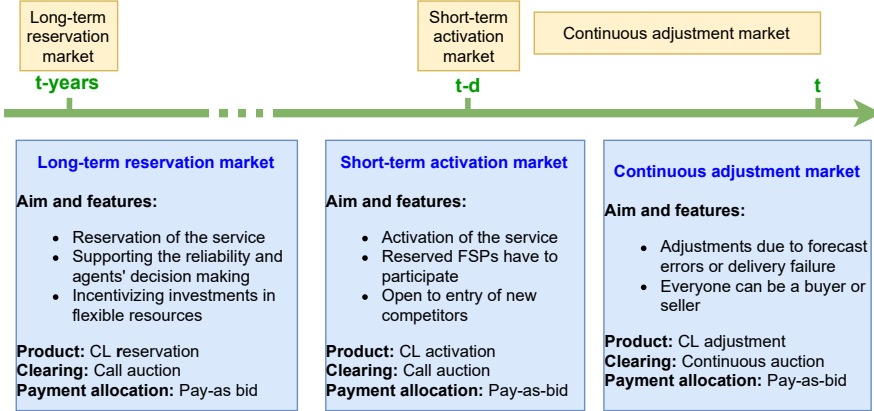 Long-term
reservation
market
Short-term
activation
market
Continuous adjustment market
t-years
t-d
t
Long-term reservation market
Aim and features:
• Reservation of the service
• Supporting the reliability and
agents' decision making
• Incentivizing investments in
flexible resources
Product: CL reservation
Clearing: Call auction
Payment allocation: Pay-as bid
Short-term activation market
Aim and features:
• Activation of the service
• Reserved FSPs have to
participate
• Open to entry of new
competitors
Product: CL activation
Clearing: Call auction
Payment allocation: Pay-as-bid
Continuous adjustment market
Aim and features:
• Adjustments due to forecast
errors or delivery failure
• Everyone can be a buyer or
seller
Product: CL adjustment
Clearing: Continuous auction
Payment allocation: Pay-as-bid